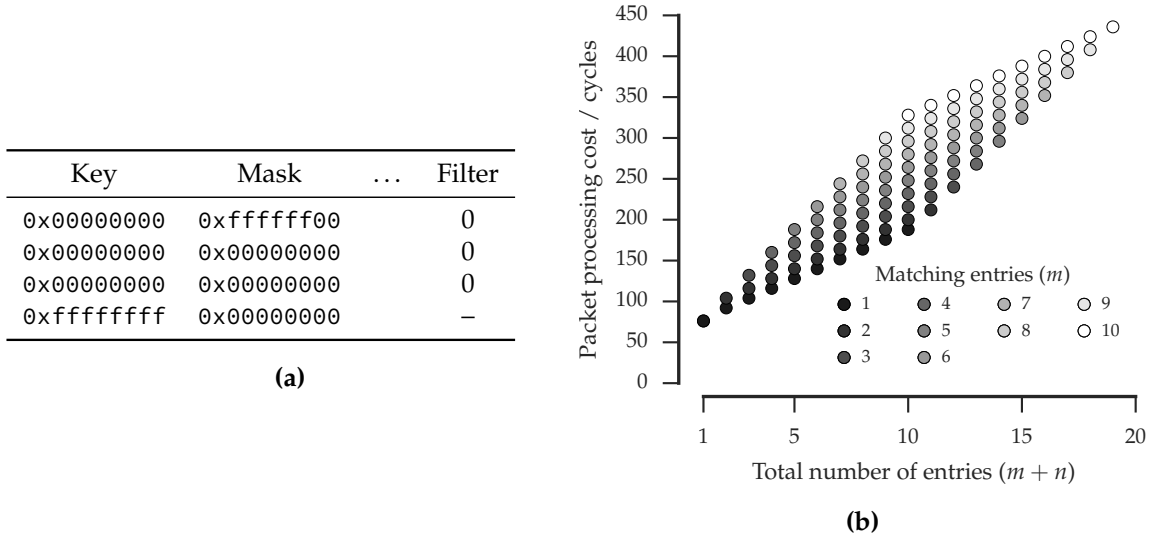 Key Mask ... Filter
0x00000000 0xffffff00 0
0x00000000 0x00000000 0
0x00000000 0x00000000 0
0xffffffff 0x00000000 –
(a)
Packet processing cost / cycles
450
400
350
300
250
200
150
100
50
0
Matching entries (m)
1 4 7 9
2 5 8 10
3 6
1 5 10 15 20
Total number of entries (m + n)
(b)